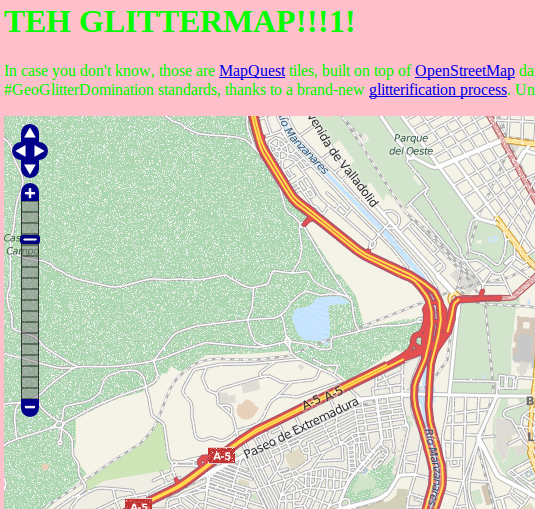 TEH GLITTERMAP!!!1!
In case you don't know, those are MapQuest tiles, built on top of OpenStreetMap da
#GeoGlitterDomination standards, thanks to a brand-new glitterification process. Un
Manzanares
venida de Valladolid
Parque
del Oeste
Cas
Campo
A-5 A-5
Paseo de Extremadura
A-5
A-5
Río Manzanares